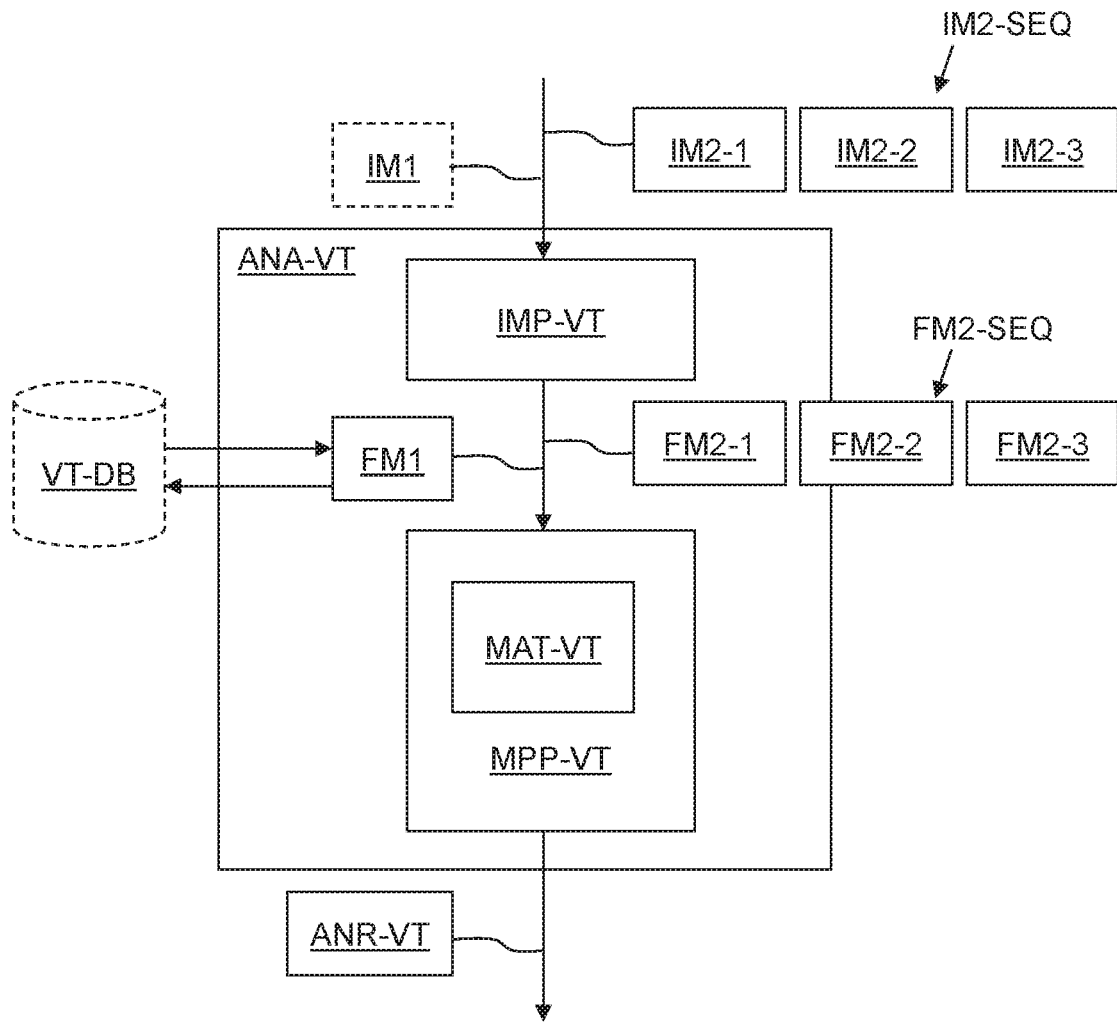 IM2-SEQ
IM1
IM2-1
IM2-2
IM2-3
ANA-VT
IMP-VT
FM2-SEQ
VT-DB
FM1
FM2-1
FM2-2
FM2-3
MAT-VT
MPP-VT
ANR-VT